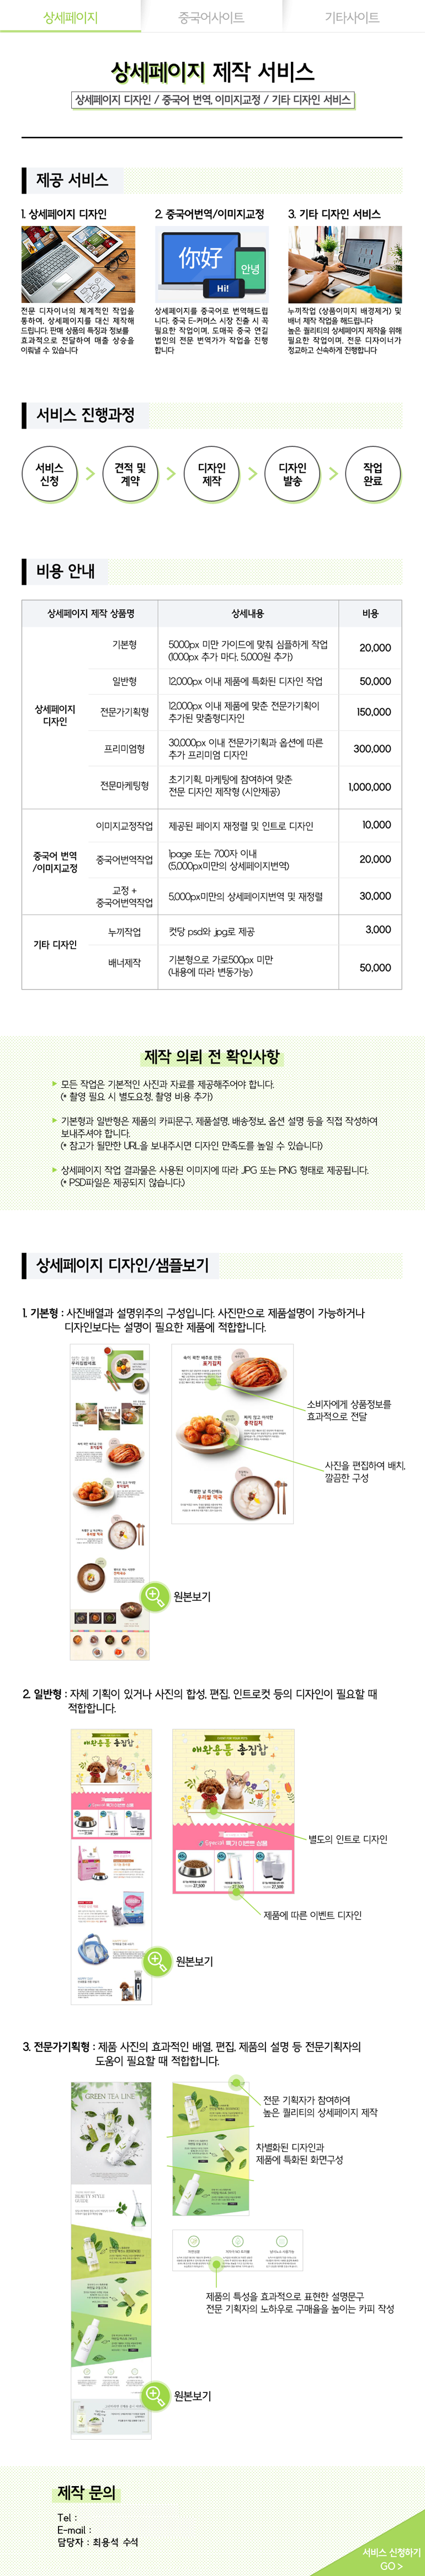 상세페이지
중국어사이트
기타사이트
상세페이지 제작 서비스
상세페이지 디자인 / 중국어 번역, 이미지교정 / 기타 디자인 서비스
제공 서비스
1. 상세페이지 디자인
전문 디자이너의 체계적인 작업을
통하여, 상세페이지를 대신 제작해
드립니다. 판매 상품의 특징과 정보를
효과적으로 전달하여 매출 상승을
이뤄낼 수 있습니다
2. 중국어번역/이미지교정
你好
안녕
Hi!
상세페이지를 중국어로 번역해드립
니다. 중국 E-커머스 시장 진출 시 꼭
필요한 작업이며, 도매꾹 중국 연길
법인의 전문 번역가가 작업을 진행
합니다
3. 기타 디자인 서비스
누끼작업 (상품이미지 배경제거) 및
배너 제작 작업을 해드립니다
높은 퀄리티의 상세페이지 제작을 위해
필요한 작업이며, 전문 디자이너가
정교하고 신속하게 진행합니다
서비스 진행과정
서비스
신청
견적 및
계약
디자인
제작
디자인
발송
작업
완료
비용 안내
상세페이지 제작 상품명
상세내용
비용
상세페이지
디자인
기본형
5000px 미만 가이드에 맞춰 심플하게 작업
(1000px 추가 마다, 5,000원 추가)
20,000
일반형
12,000px 이내 제품에 특화된 디자인 작업
50,000
전문가기획형
12,000px 이내 제품에 맞춘 전문가기획이
추가된 맞춤형디자인
150,000
프리미엄형
30,000px 이내 전문가기획과 옵션에 따른
추가 프리미엄 디자인
300,000
전문마케팅형
초기기획, 마케팅에 참여하여 맞춘
전문 디자인 제작형 (시안제공)
1,000,000
중국어 번역
/이미지교정
이미지교정작업
제공된 페이지 재정렬 및 인트로 디자인
10,000
중국어번역작업
1page 또는 700자 이내
(5,000px미만의 상세페이지번역)
20,000
교정 +
중국어번역작업
5,000px미만의 상세페이지번역 및 재정렬
30,000
기타 디자인
누끼작업
컷당 psd와 .jpg로 제공
3,000
배너제작
기본형으로 가로500px 미만
(내용에 따라 변동가능)
50,000
제작 의뢰 전 확인사항
▶ 모든 작업은 기본적인 사진과 자료를 제공해주어야 합니다.
(* 촬영 필요 시 별도요청, 촬영 비용 추가)
▶ 기본형과 일반형은 제품의 카피문구, 제품설명, 배송정보, 옵션 설명 등을 직접 작성하여
보내주셔야 합니다.
(* 참고가 될만한 URL을 보내주시면 디자인 만족도를 높일 수 있습니다)
▶ 상세페이지 작업 결과물은 사용된 이미지에 따라 .JPG 또는 PNG 형태로 제공됩니다.
(* PSD파일은 제공되지 않습니다.)
상세페이지 디자인/샘플보기
1. 기본형 : 사진배열과 설명위주의 구성입니다. 사진만으로 제품설명이 가능하거나
디자인보다는 설명이 필요한 제품에 적합합니다.
포기김치
총각김치
우리쌀 떡국
소비자에게 상품정보를
효과적으로 전달
사진을 편집하여 배치,
깔끔한 구성
원본보기
2. 일반형 : 자체 기획이 있거나 사진의 합성, 편집, 인트로컷 등의 디자인이 필요할 때
적합합니다.
애완용품 총집합
애완용품 총집합
Special 특가 이벤트 상품
별도의 인트로 디자인
제품에 따른 이벤트 디자인
원본보기
3. 전문가기획형 : 제품 사진의 효과적인 배열, 편집, 제품의 설명 등 전문기획자의
도움이 필요할 때 적합합니다.
GREEN TEA LINE
BEAUTY STYLE
GUIDE
전문 기획자가 참여하여
높은 퀄리티의 상세페이지 제작
차별화된 디자인과
제품에 특화된 화면구성
제품의 특성을 효과적으로 표현한 설명문구
전문 기획자의 노하우로 구매율을 높이는 카피 작성
원본보기
제작 문의
Tel :
E-mail :
담당자 : 최용석 수석
서비스 신청하기
GO >